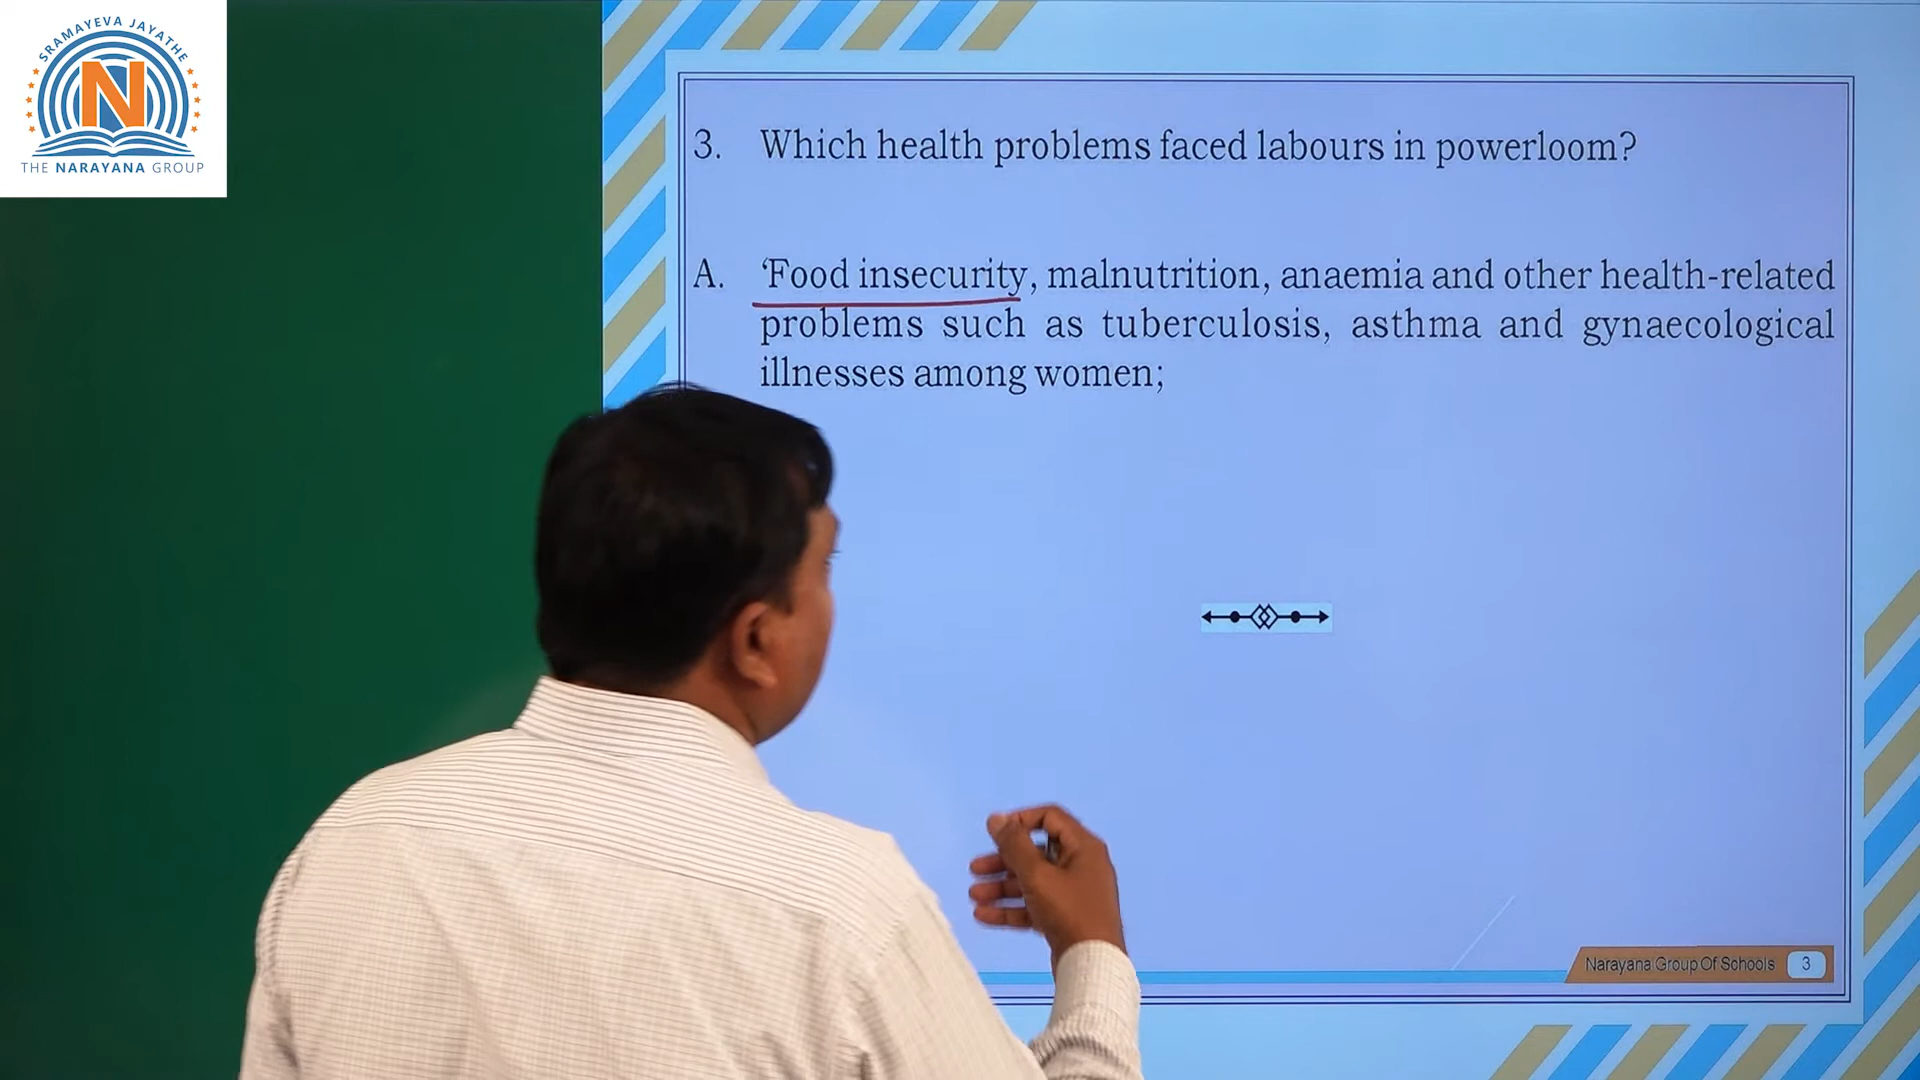 SRAMAYEVA JAYATHE
N
THE NARAYANA GROUP
3. Which health problems faced labours in powerloom?
A. ‘Food insecurity, malnutrition, anaemia and other health-related
problems such as tuberculosis, asthma and gynaecological
illnesses among women;
Narayana Group Of Schools 3